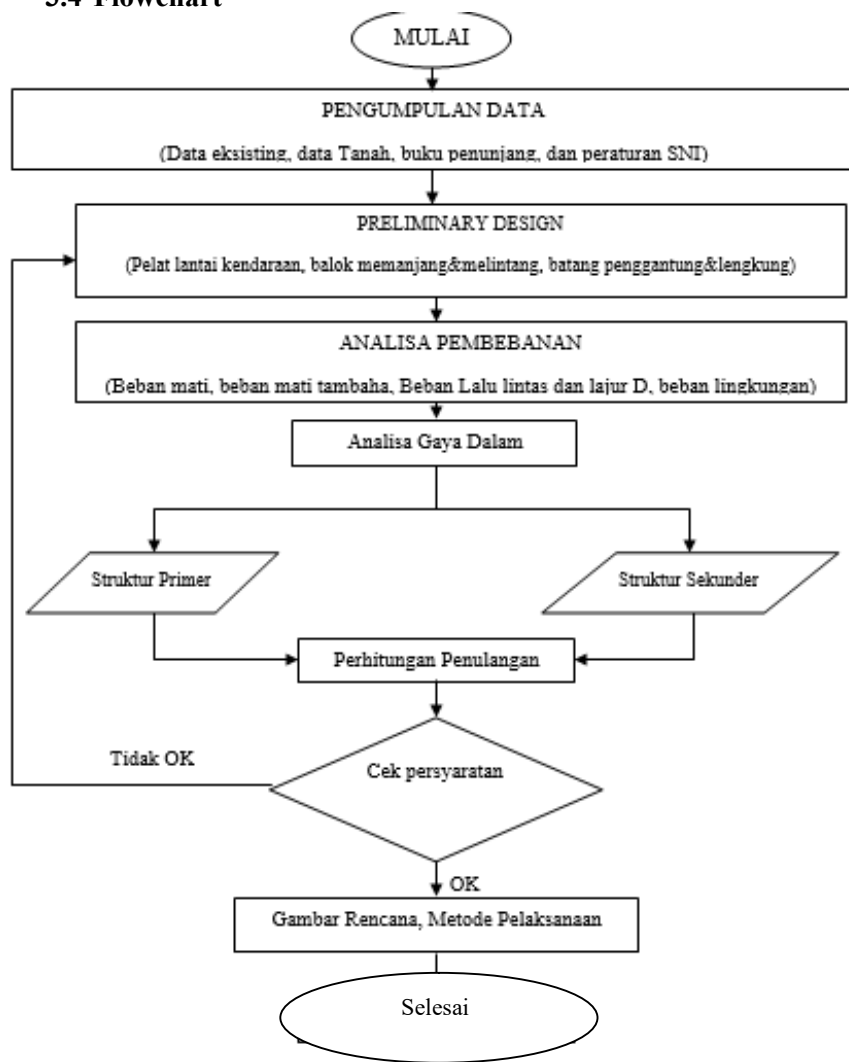 3.4 Flowchart
MULAI
PENGUMPULAN DATA
(Data eksisting, data Tanah, buku penunjang, dan peraturan SNI)
PRELIMINARY DESIGN
(Pelat lantai kendaraan, balok memanjang&melintang, batang penggantung&lengkung)
ANALISA PEMBEBANAN
(Beban mati, beban mati tambaha, Beban Lalu lintas dan lajur D, beban lingkungan)
Analisa Gaya Dalam
Struktur Primer
Struktur Sekunder
Perhitungan Penulangan
Tidak OK
Cek persyaratan
OK
Gambar Rencana, Metode Pelaksanaan
Selesai